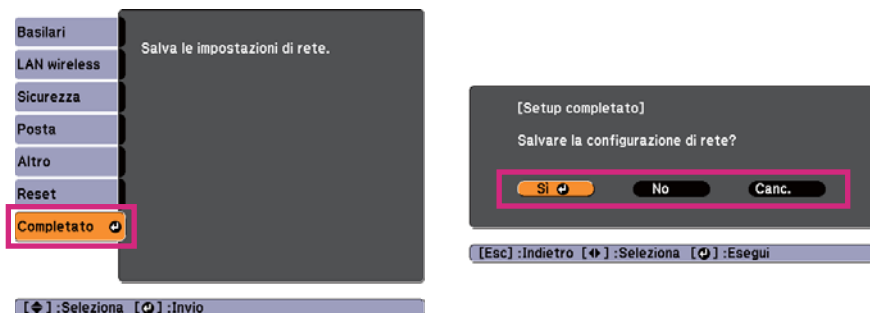 Basilari
LAN wireless
Sicurezza
Posta
Altro
Reset
Completato
Salva le impostazioni di rete.
[ ] :Seleziona [ ] :Invio
[Setup completato]
Salvare la configurazione di rete?
Sì No Canc.
[Esc] :Indietro [ ] :Seleziona [ ] :Esegui